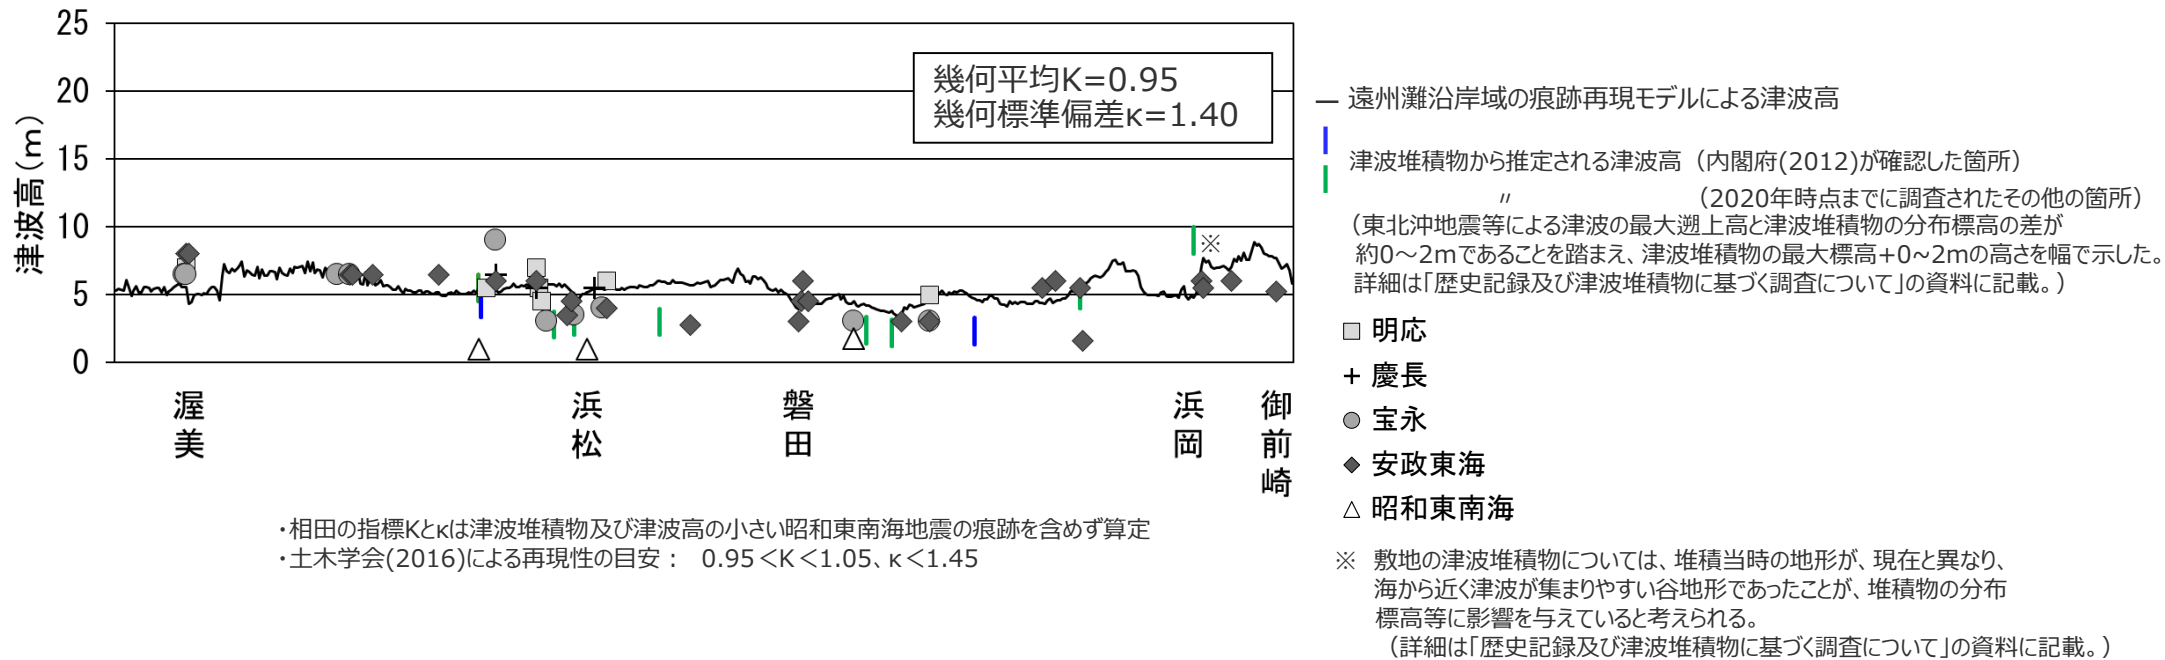 25
20
15
10
5
0
津波高(m)
幾何平均K=0.95
幾何標準偏差κ=1.40
渥美
浜松
磐田
浜岡
御前崎
※
・相田の指標Kとκは津波堆積物及び津波高の小さい昭和東南海地震の痕跡を含めず算定
・土木学会(2016)による再現性の目安： 0.95＜K＜1.05、κ＜1.45
遠州灘沿岸域の痕跡再現モデルによる津波高
津波堆積物から推定される津波高（内閣府(2012)が確認した箇所）
〃 （2020年時点までに調査されたその他の箇所）
（東北沖地震等による津波の最大遡上高と津波堆積物の分布標高の差が
約0～2mであることを踏まえ、津波堆積物の最大標高+0~2mの高さを幅で示した。
詳細は「歴史記録及び津波堆積物に基づく調査について」の資料に記載。）
明応
慶長
宝永
安政東海
昭和東南海
※ 敷地の津波堆積物については、堆積当時の地形が、現在と異なり、
海から近く津波が集まりやすい谷地形であったことが、堆積物の分布
標高等に影響を与えていると考えられる。
（詳細は「歴史記録及び津波堆積物に基づく調査について」の資料に記載。）